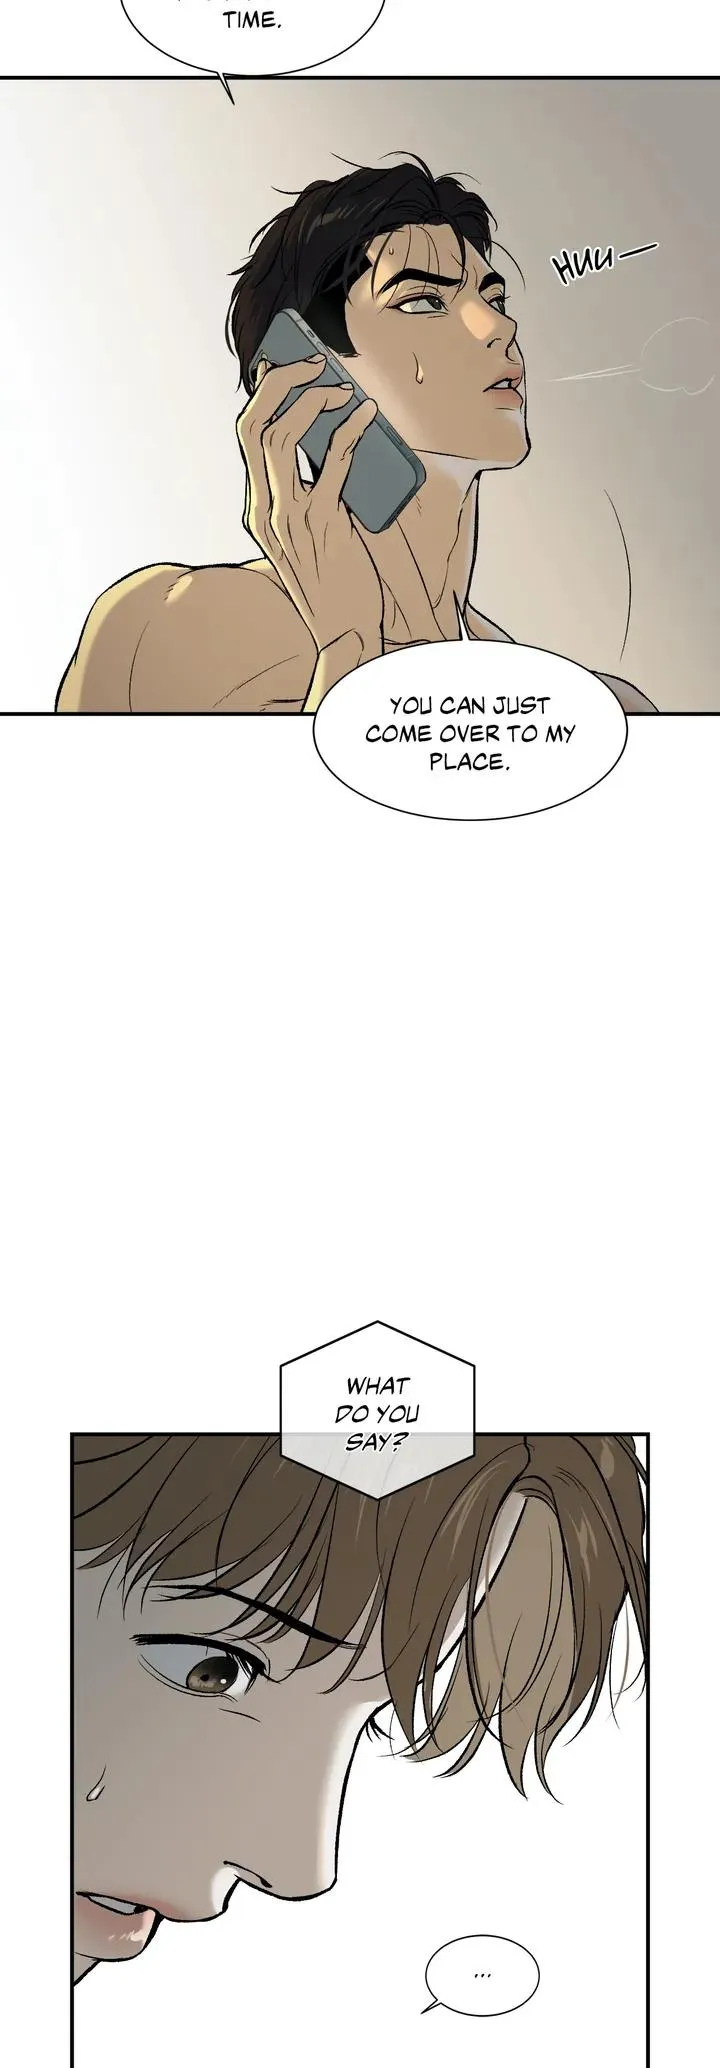 TIME.
HUU—
YOU CAN JUST
COME OVER TO MY
PLACE.
WHAT
DO YOU
SAY?
...